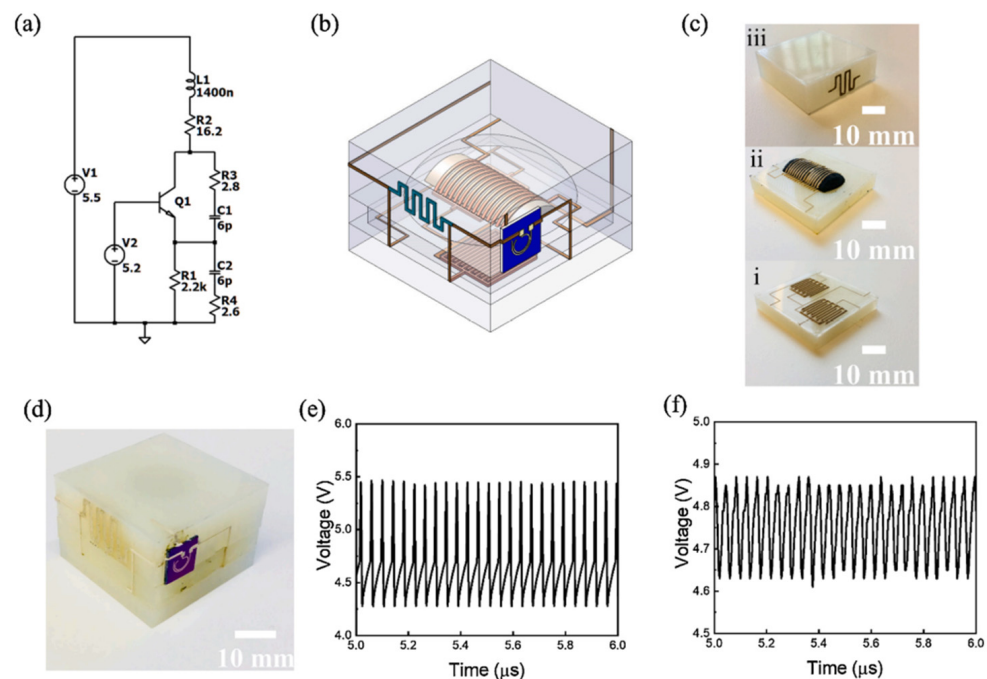 (a)
L1
1400n
R2
16.2
V1
5.5
Q1
R3
2.8
C1
6p
V2
5.2
R1
2.2k
C2
6p
R4
2.6
(b)
(c)
iii
10 mm
ii
10 mm
i
10 mm
(d)
10 mm
(e)
Voltage (V)
6.0
5.5
5.0
4.5
4.0
5.0 5.2 5.4 5.6 5.8 6.0
Time (μs)
(f)
Voltage (V)
5.0
4.9
4.8
4.7
4.6
4.5
5.0 5.2 5.4 5.6 5.8 6.0
Time (μs)